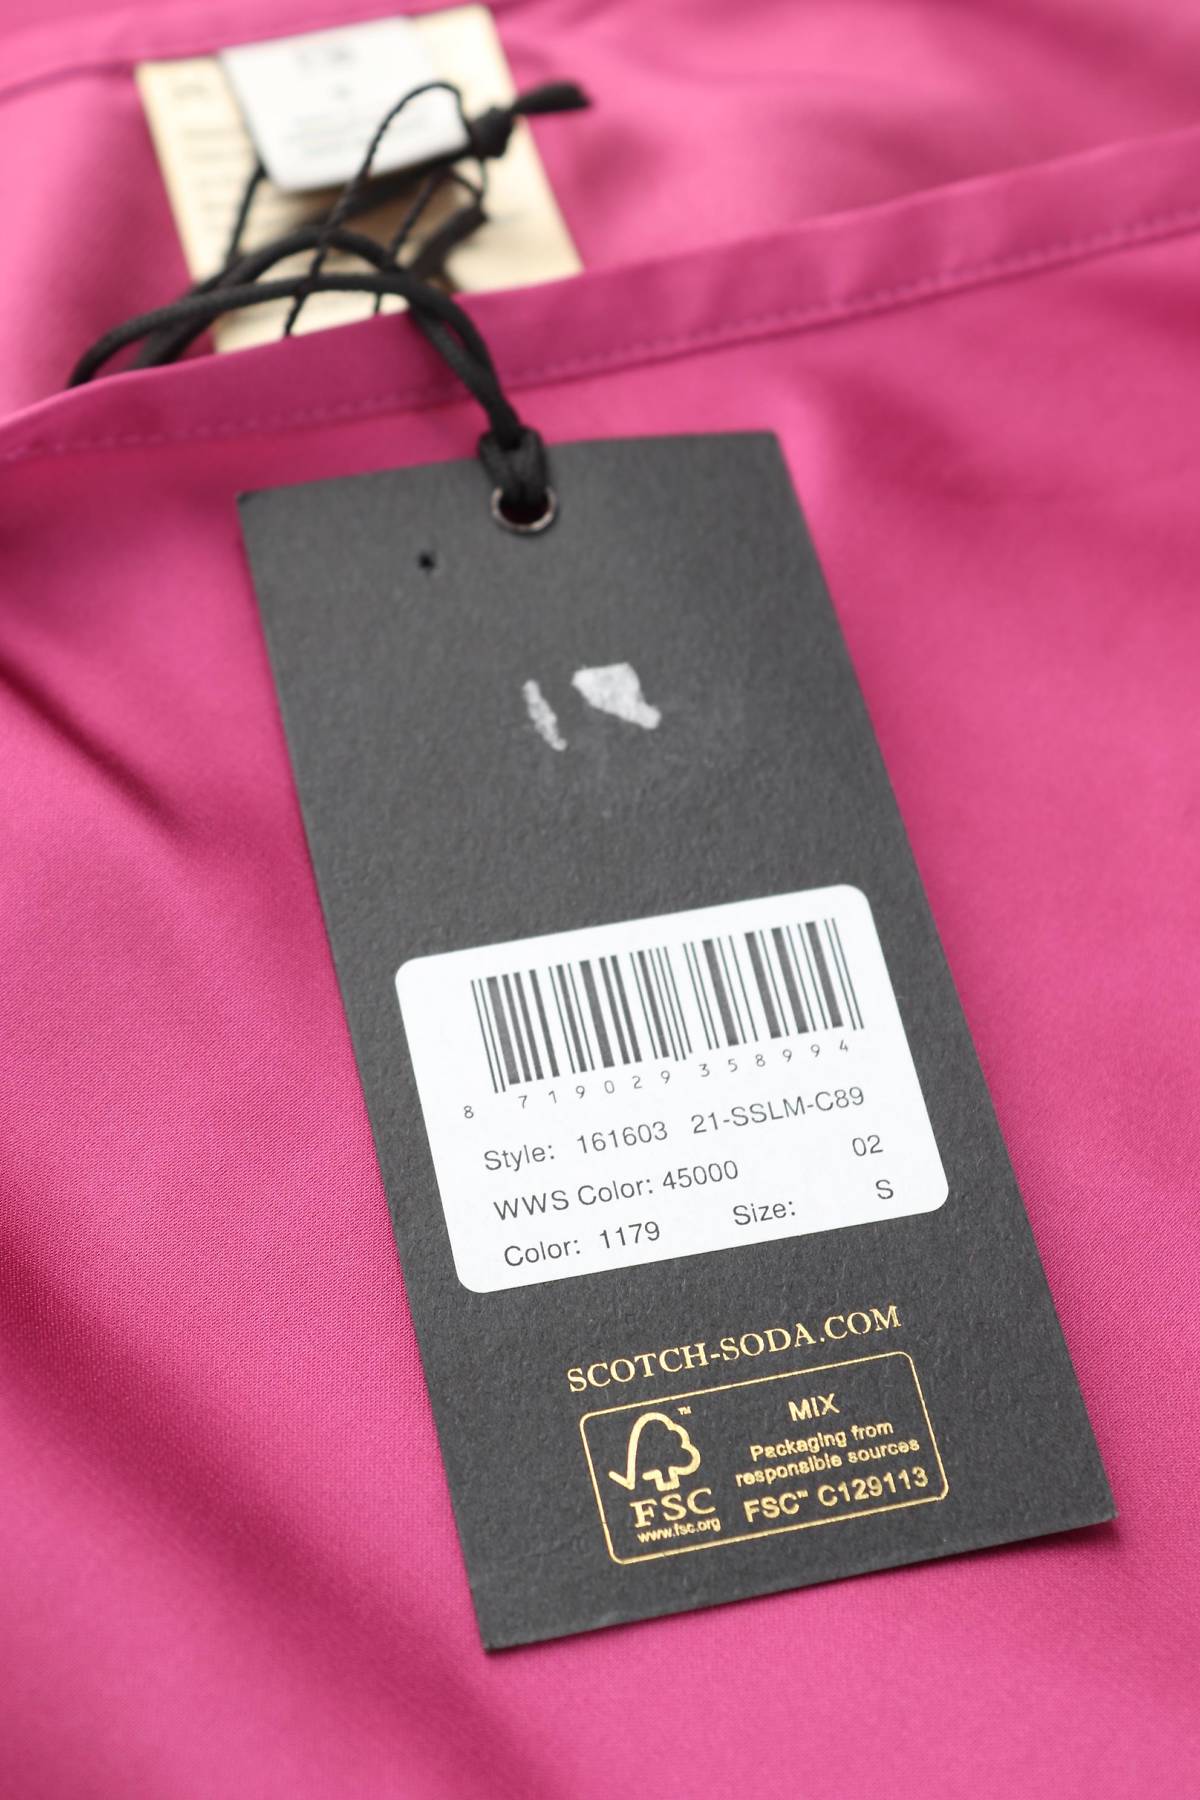 8 719029 358994
Style: 161603 21-SSLM-C89
WWS Color: 45000 02
Color: 1179 Size: S
SCOTCH-SODA.COM
FSC
www.fsc.org
MIX
Packaging from
responsible sources
FSC™ C129113